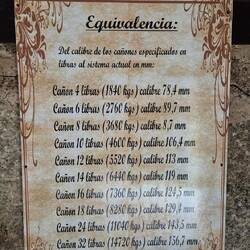 Equivalencia:
Del calibre de los cañones especificados en
libras al sistema actual en mm:
Cañon 4 libras (1840 kgs) calibre 78,4 mm
Cañon 6 libras (2760 kgs) calibre 89,7 mm
Cañon 8 libras (3680 kgs) calibre 8,7 mm
Cañon 10 libras (4600 kgs) calibre 106,4 mm
Cañon 12 libras (5520 kgs) calibre 113 mm
Cañon 14 libras (6440 kgs) calibre 119 mm
Cañon 16 libras (7360 kgs) calibre 124,5 mm
Cañon 18 libras (8280 kgs) calibre 129,4 mm
Cañon 24 libras (11040 kgs) calibre 143,5 mm
Cañon 32 libras (14720 kgs) calibre 156,7 mm